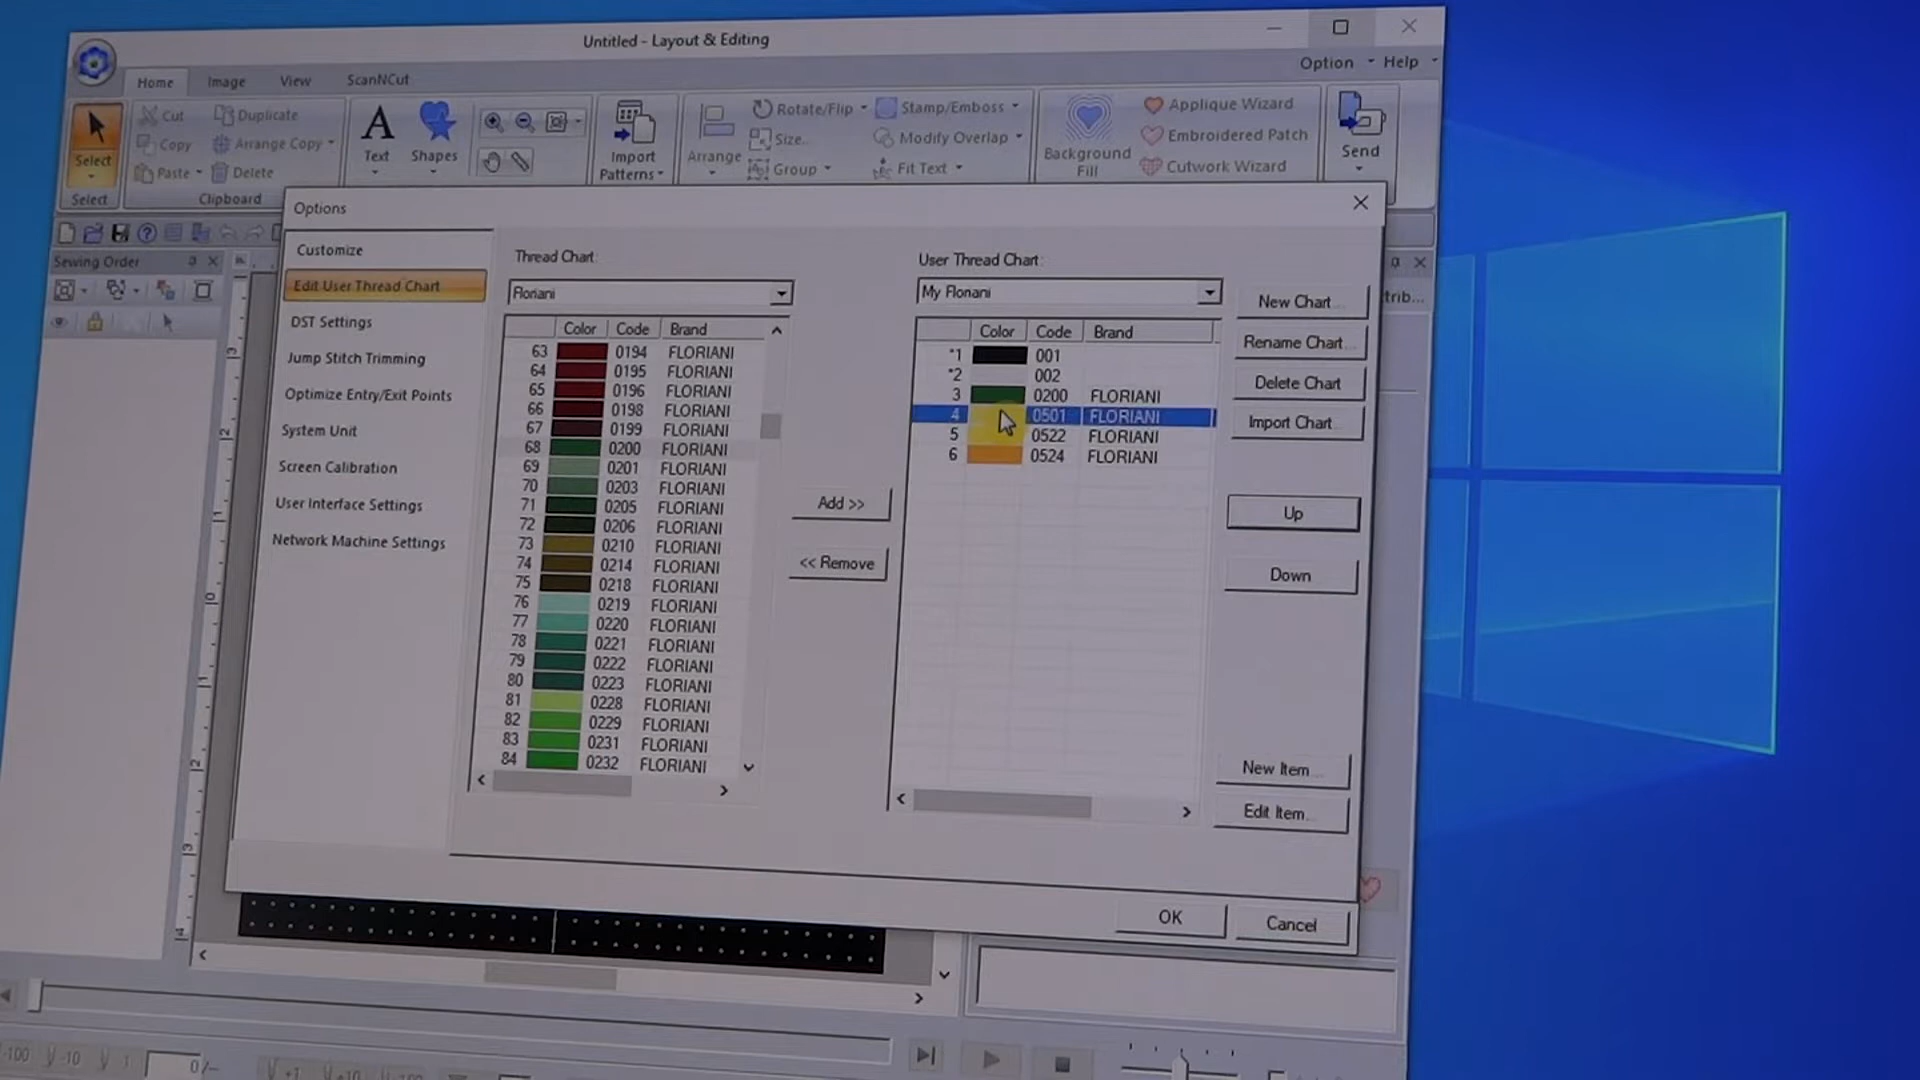 Untitled - Layout & Editing
Option Help
Home Image View ScanNCut
Select
Select
Cut
Copy
Paste
Duplicate
Arrange Copy
Delete
Clipboard
Text
Shapes
Import
Patterns
Arrange
Rotate/Flip
Size...
Group
Stamp/Emboss
Modify Overlap
Fit Text
Background
Fill
Applique Wizard
Embroidered Patch
Cutwork Wizard
Send
Sewing Order
Options
Customize
Edit User Thread Chart
DST Settings
Jump Stitch Trimming
Optimize Entry/Exit Points
System Unit
Screen Calibration
User Interface Settings
Network Machine Settings
Thread Chart:
Floriani
Color Code Brand
63 0194 FLORIANI
64 0195 FLORIANI
65 0196 FLORIANI
66 0198 FLORIANI
67 0199 FLORIANI
68 0200 FLORIANI
69 0201 FLORIANI
70 0203 FLORIANI
71 0205 FLORIANI
72 0206 FLORIANI
73 0210 FLORIANI
74 0214 FLORIANI
75 0218 FLORIANI
76 0219 FLORIANI
77 0220 FLORIANI
78 0221 FLORIANI
79 0222 FLORIANI
80 0223 FLORIANI
81 0228 FLORIANI
82 0229 FLORIANI
83 0231 FLORIANI
84 0232 FLORIANI
Add >>
<< Remove
User Thread Chart:
My Floriani
Color Code Brand
*1 001
*2 002
3 0200 FLORIANI
4 0501 FLORIANI
5 0522 FLORIANI
6 0524 FLORIANI
New Chart...
Rename Chart...
Delete Chart
Import Chart...
Up
Down
New Item...
Edit Item...
OK
Cancel
trib...
-100 -10 0/--